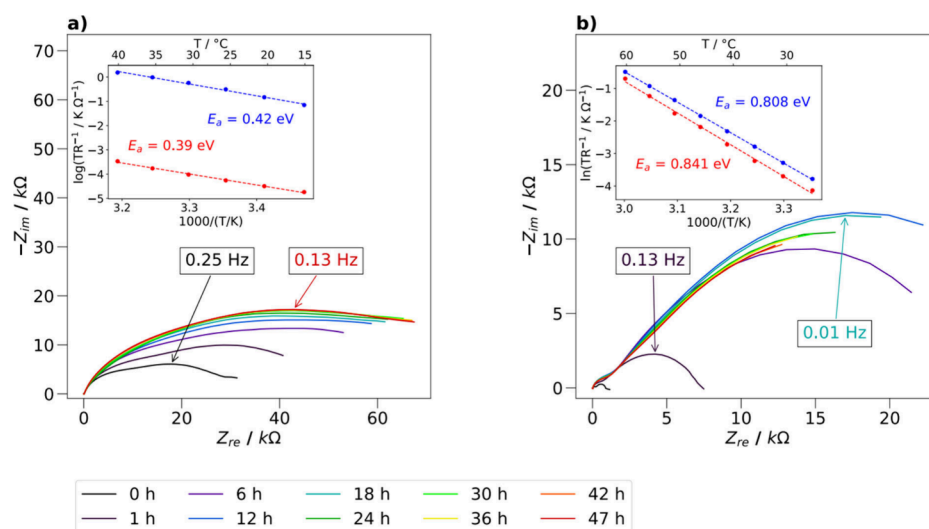 a)
T / °C
40 35 30 25 20 15
log(TR⁻¹ / K Ω⁻¹)
0
−1
−2
−3
−4
−5
Eₐ = 0.42 eV
Eₐ = 0.39 eV
3.2 3.3 3.4
1000/(T/K)
−Z_im / kΩ
70
60
50
40
30
20
10
0
0.25 Hz
0.13 Hz
0 20 40 60
Z_re / kΩ
b)
T / °C
60 50 40 30
ln(TR⁻¹ / K Ω⁻¹)
−1
−2
−3
−4
Eₐ = 0.808 eV
Eₐ = 0.841 eV
3.0 3.1 3.2 3.3
1000/(T/K)
−Z_im / kΩ
20
15
10
5
0
0.13 Hz
0.01 Hz
0 5 10 15 20
Z_re / kΩ
0 h 6 h 18 h 30 h 42 h
1 h 12 h 24 h 36 h 47 h